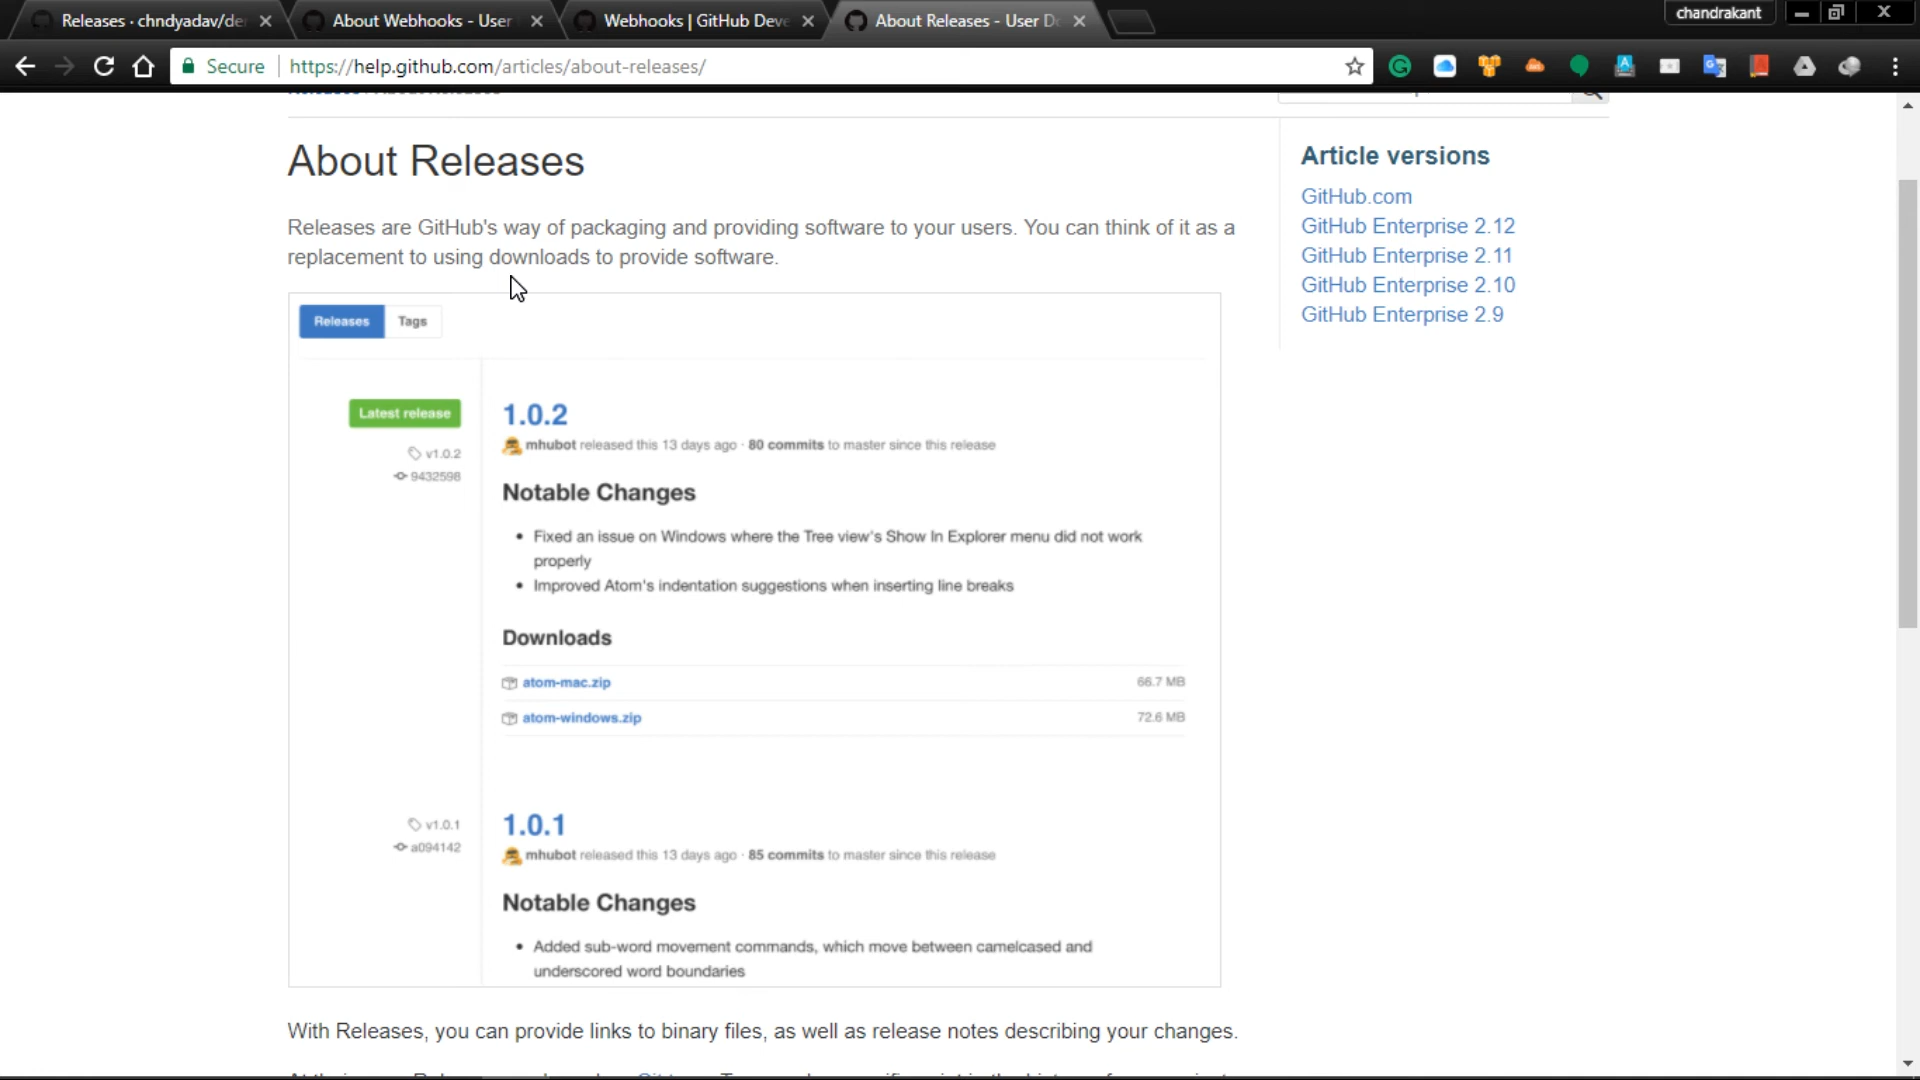 Releases · chndyadav/de
About Webhooks - User
Webhooks | GitHub Deve
About Releases - User D
chandrakant
Secure
https://help.github.com/articles/about-releases/
About Releases
Releases are GitHub's way of packaging and providing software to your users. You can think of it as a
replacement to using downloads to provide software.
Article versions
GitHub.com
GitHub Enterprise 2.12
GitHub Enterprise 2.11
GitHub Enterprise 2.10
GitHub Enterprise 2.9
Releases
Tags
Latest release
v1.0.2
9432598
1.0.2
mhubot released this 13 days ago · 80 commits to master since this release
Notable Changes
• Fixed an issue on Windows where the Tree view's Show In Explorer menu did not work
properly
• Improved Atom's indentation suggestions when inserting line breaks
Downloads
atom-mac.zip 66.7 MB
atom-windows.zip 72.6 MB
v1.0.1
a094142
1.0.1
mhubot released this 13 days ago · 85 commits to master since this release
Notable Changes
• Added sub-word movement commands, which move between camelcased and
underscored word boundaries
With Releases, you can provide links to binary files, as well as release notes describing your changes.